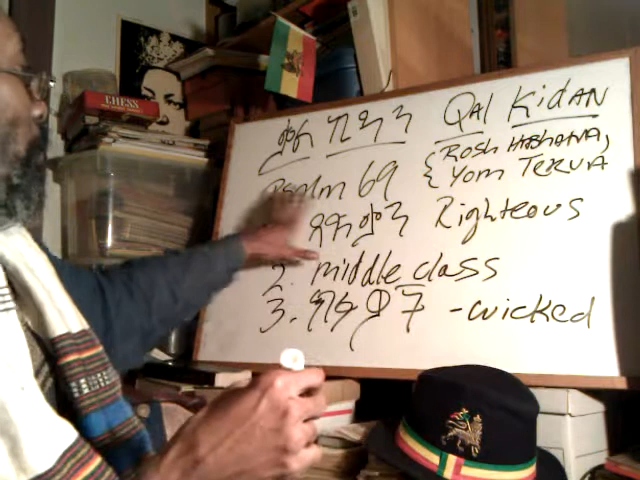 CHESS
ቃል ኪዳን QAl KidAN
{ Rosh HASHANA,
Yom TERUA
Psalm 69
ጻድቃን Righteous
2. middle class
3. - wicked